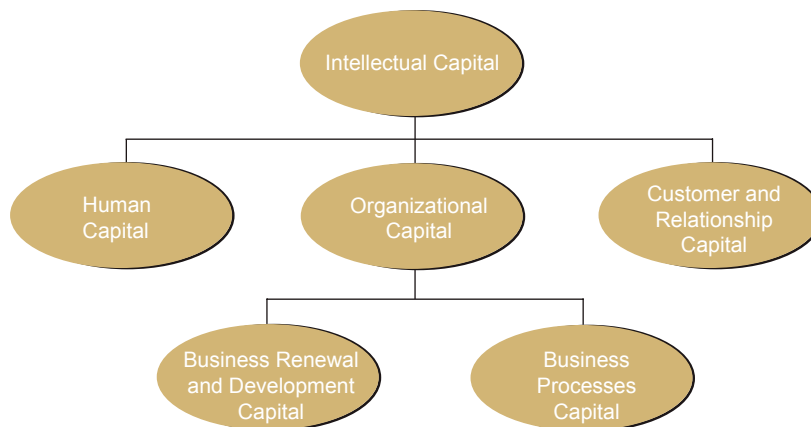 Intellectual Capital
Human
Capital
Organizational
Capital
Customer and
Relationship
Capital
Business Renewal
and Development
Capital
Business
Processes
Capital